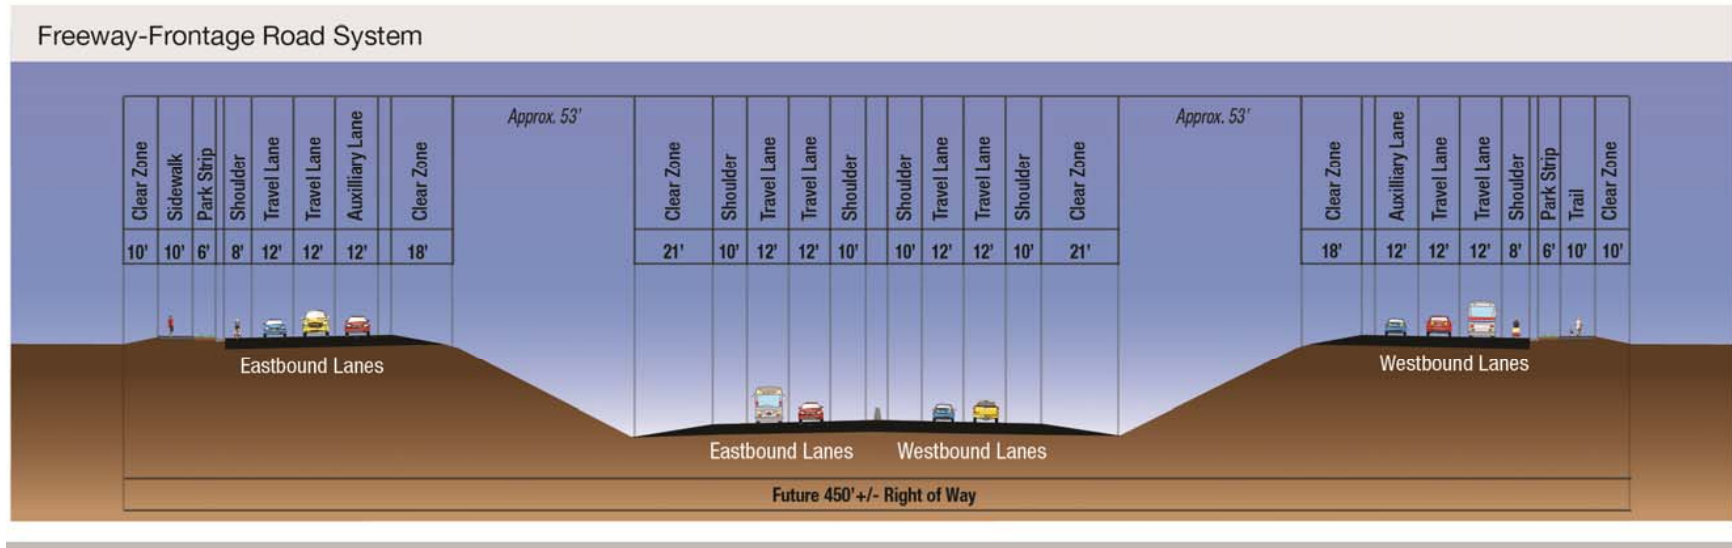 Freeway-Frontage Road System
Approx. 53'
Approx. 53'
Clear Zone
Sidewalk
Park Strip
Shoulder
Travel Lane
Travel Lane
Auxilliary Lane
Clear Zone
Clear Zone
Shoulder
Travel Lane
Travel Lane
Shoulder
Shoulder
Travel Lane
Travel Lane
Shoulder
Clear Zone
Clear Zone
Auxilliary Lane
Travel Lane
Travel Lane
Shoulder
Park Strip
Trail
Clear Zone
10' 10' 6' 8' 12' 12' 12' 18' 21' 10' 12' 12' 10' 10' 12' 12' 10' 21' 18' 12' 12' 12' 8' 6' 10' 10'
Eastbound Lanes
Westbound Lanes
Eastbound Lanes
Westbound Lanes
Future 450'+/- Right of Way